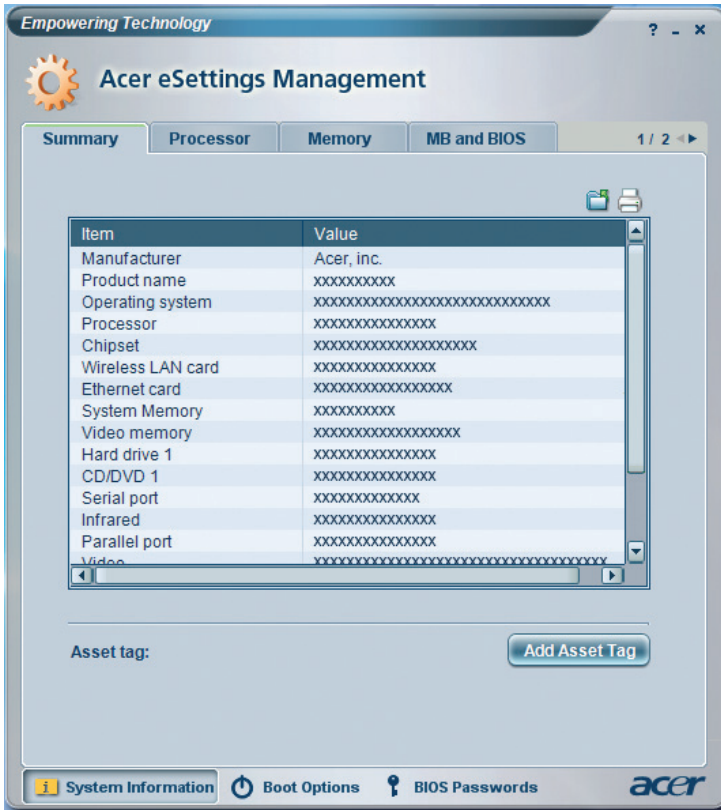 Empowering Technology
? - x
Acer eSettings Management
Summary Processor Memory MB and BIOS 1 / 2
Item Value
Manufacturer Acer, inc.
Product name xxxxxxxxxx
Operating system xxxxxxxxxxxxxxxxxxxxxxxxxxxxx
Processor xxxxxxxxxxxxxxx
Chipset xxxxxxxxxxxxxxxxxxxx
Wireless LAN card xxxxxxxxxxxxxxx
Ethernet card xxxxxxxxxxxxxxxxx
System Memory xxxxxxxxxx
Video memory xxxxxxxxxxxxxxxxxx
Hard drive 1 xxxxxxxxxxxxxxx
CD/DVD 1 xxxxxxxxxxxxxxx
Serial port xxxxxxxxxxxxx
Infrared xxxxxxxxxxxxxxx
Parallel port xxxxxxxxxxxxxxx
Video xxxxxxxxxxxxxxxxxxxxxxxxxxxxxxxxxxxx
Asset tag: Add Asset Tag
System Information Boot Options BIOS Passwords acer